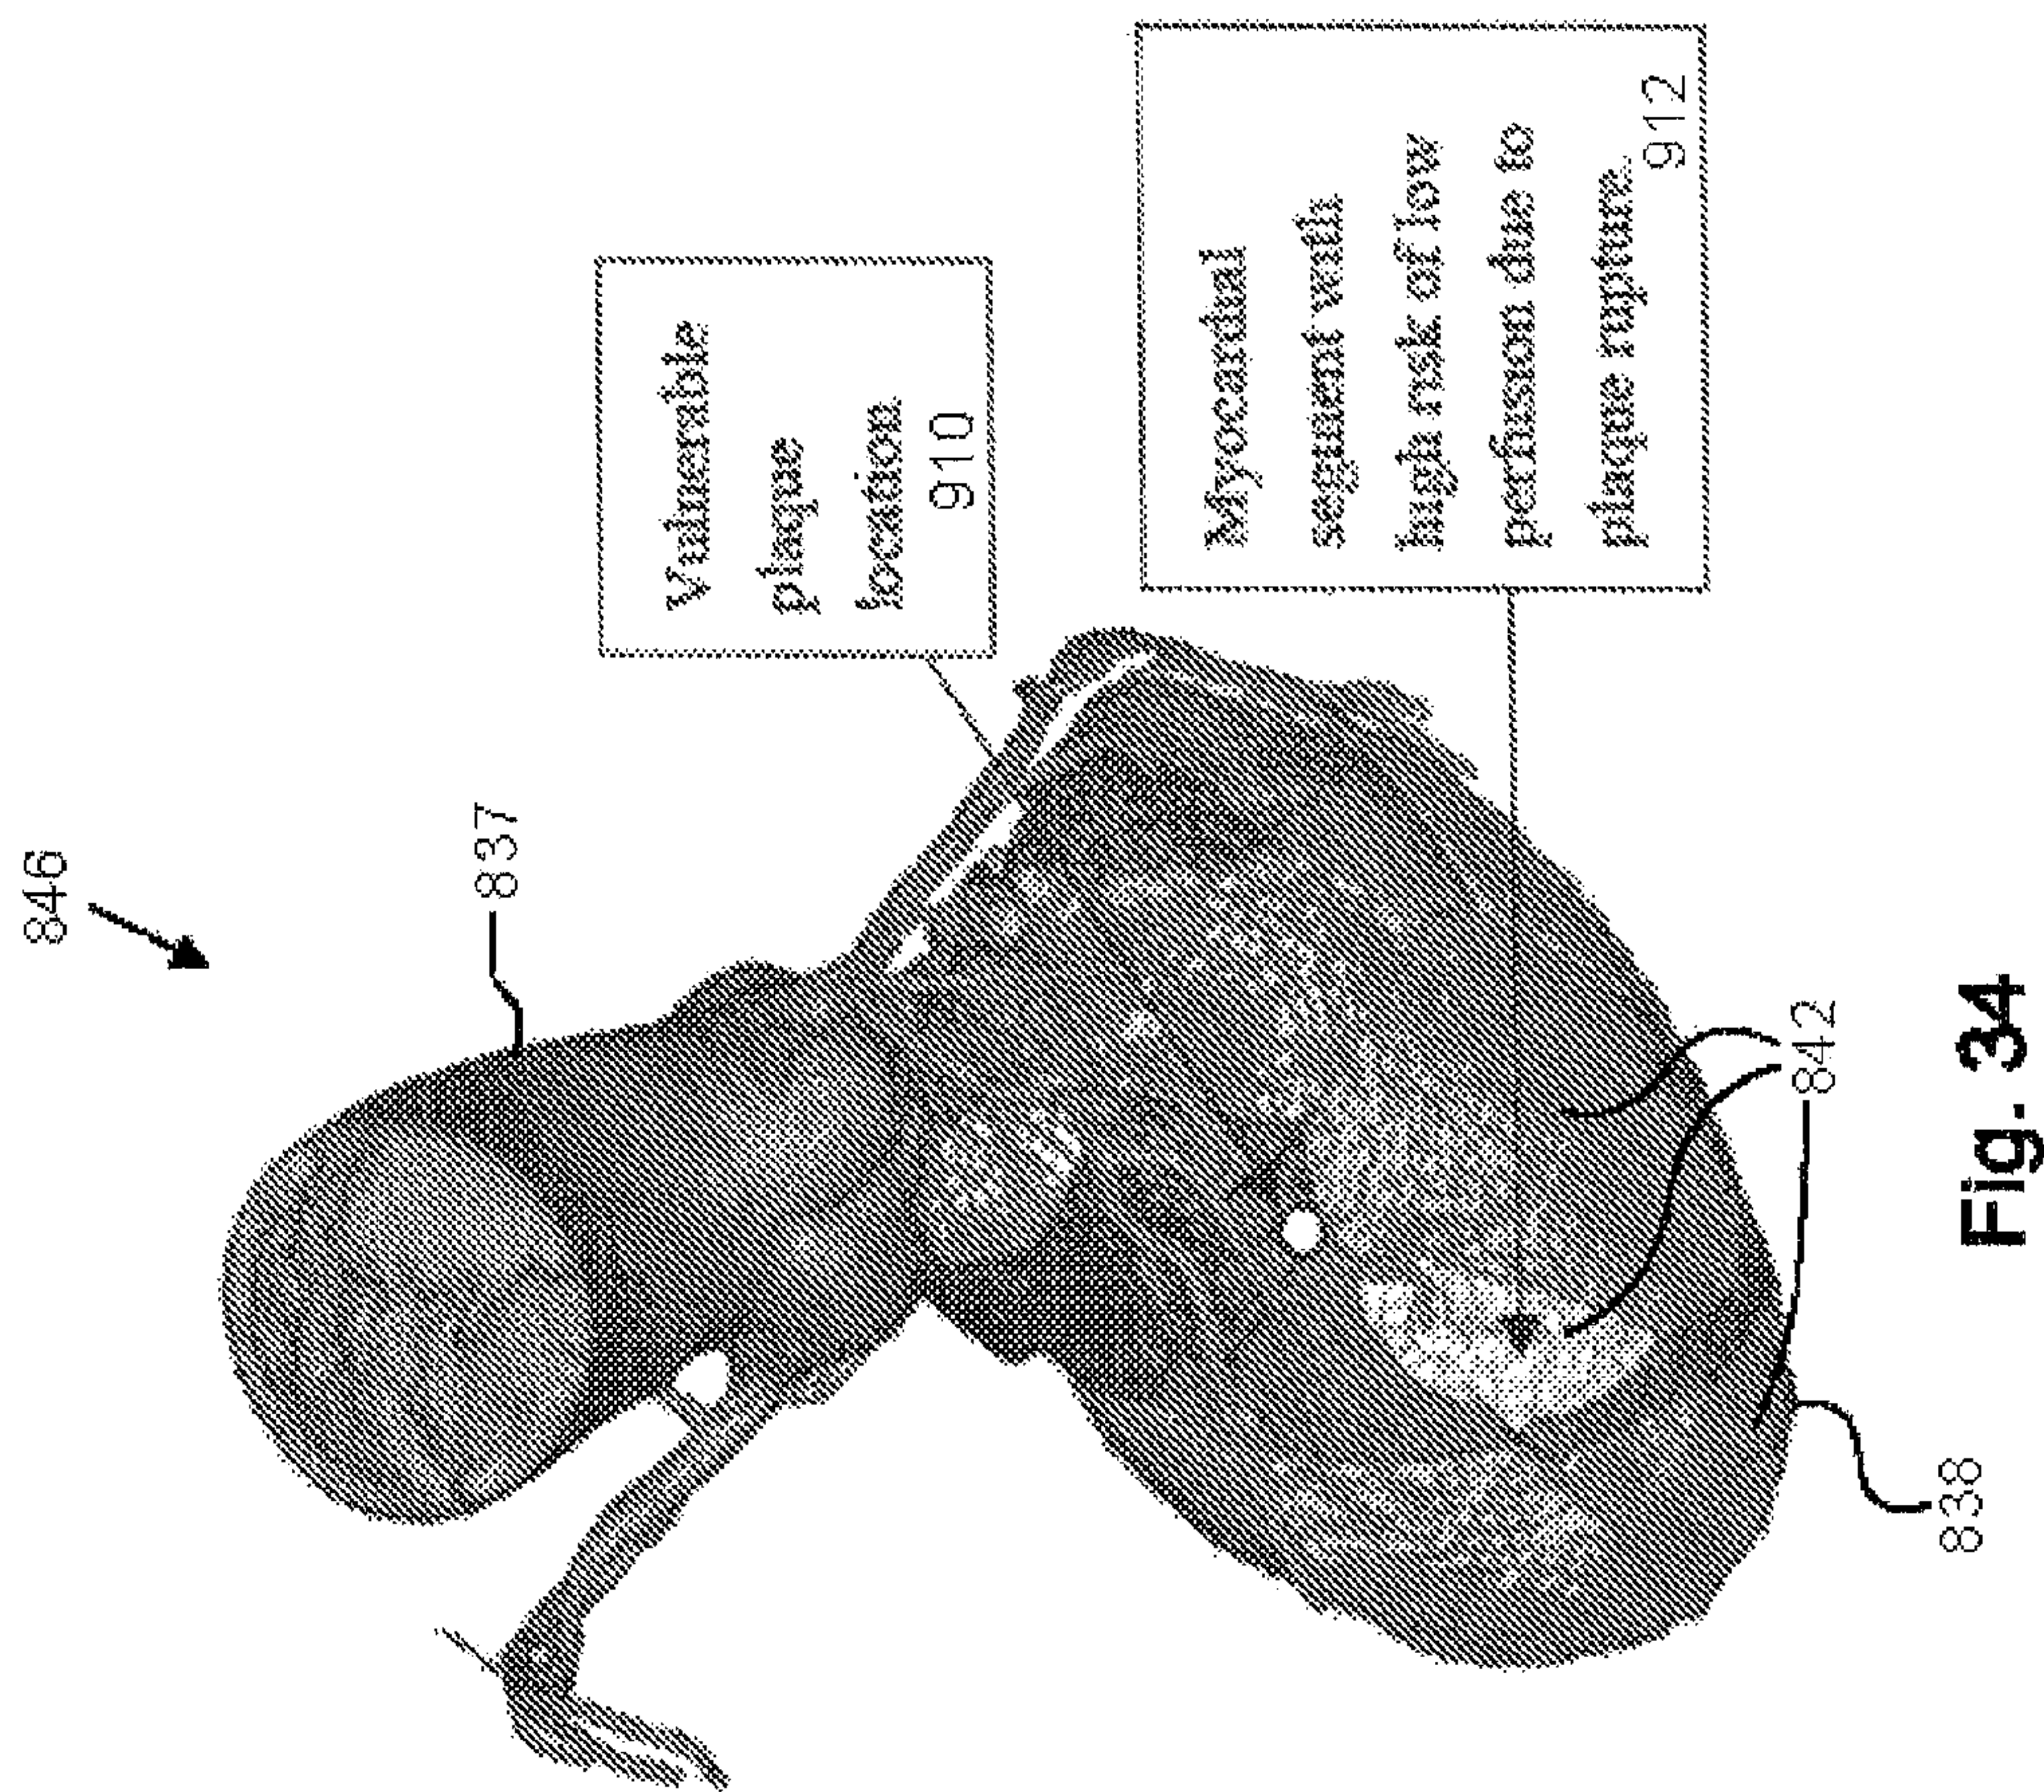 846
837
Vulnerable
plaque
location.
910
Myocardial
segment with
high risk of low
perfusion due to
plaque rupture.
912
842
838
Fig. 34